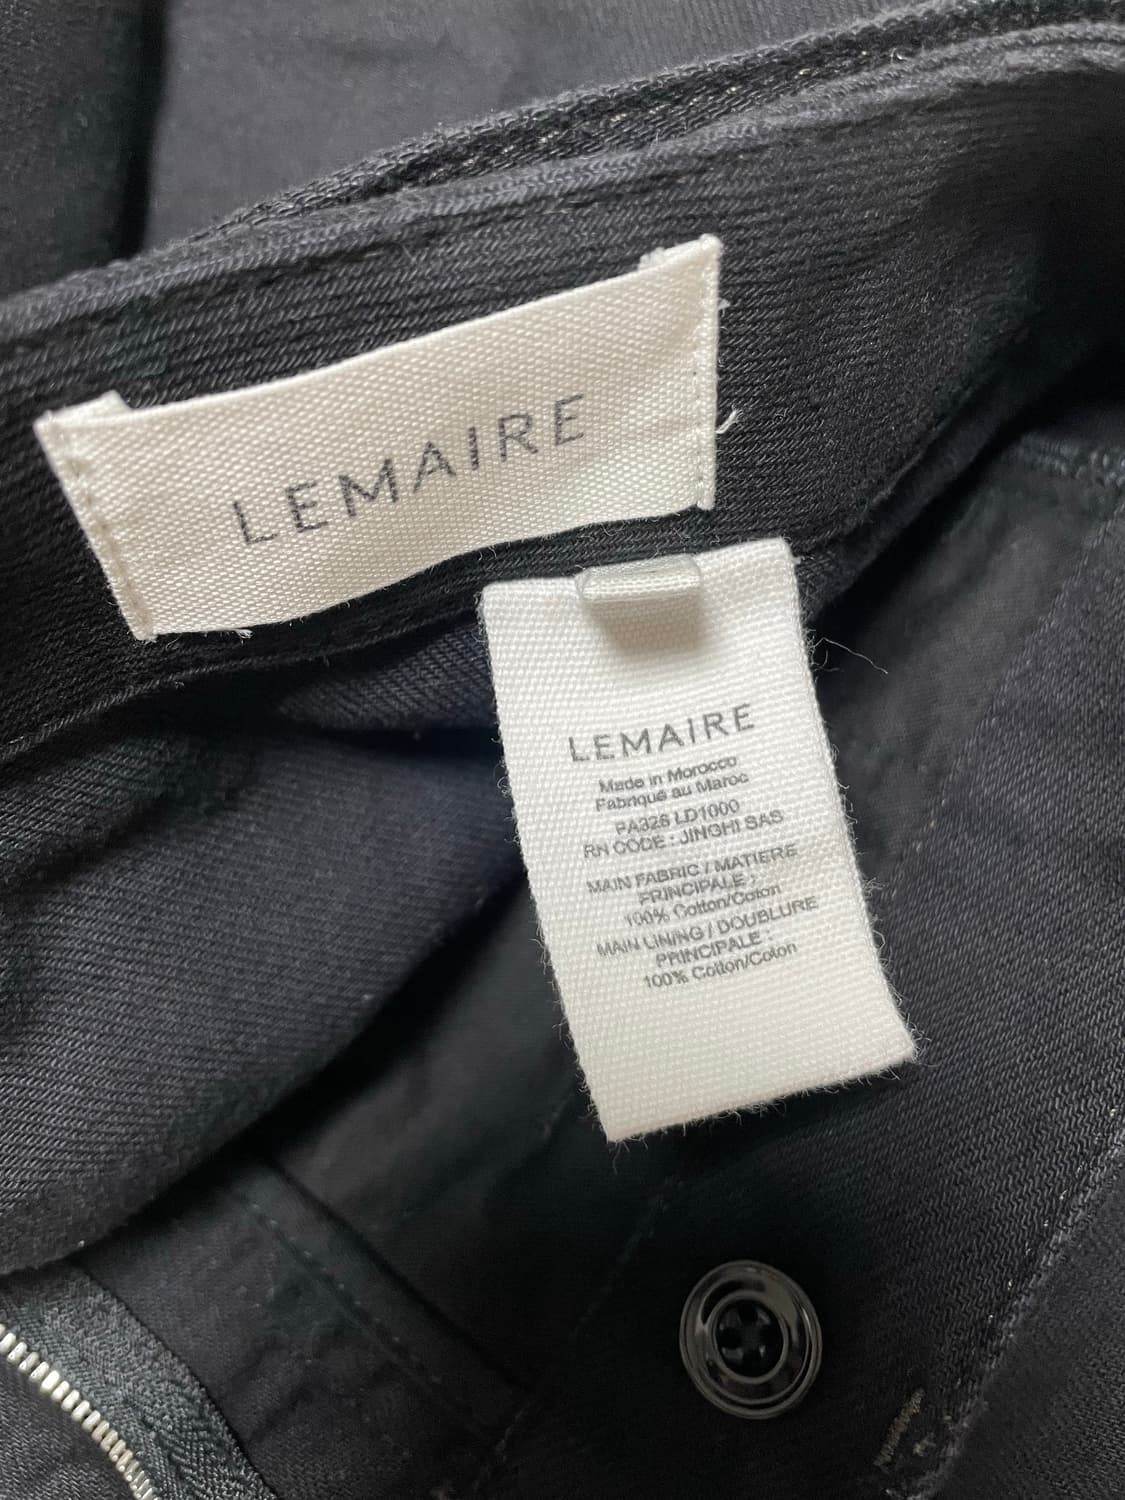 LEMAIRE
LEMAIRE
Made in Morocco
Fabriqué au Maroc
PA326 LD1000
RN CODE : JINGHI SAS
MAIN FABRIC / MATIERE
PRINCIPALE :
100% Cotton/Coton
MAIN LINING / DOUBLURE
PRINCIPALE :
100% Cotton/Coton